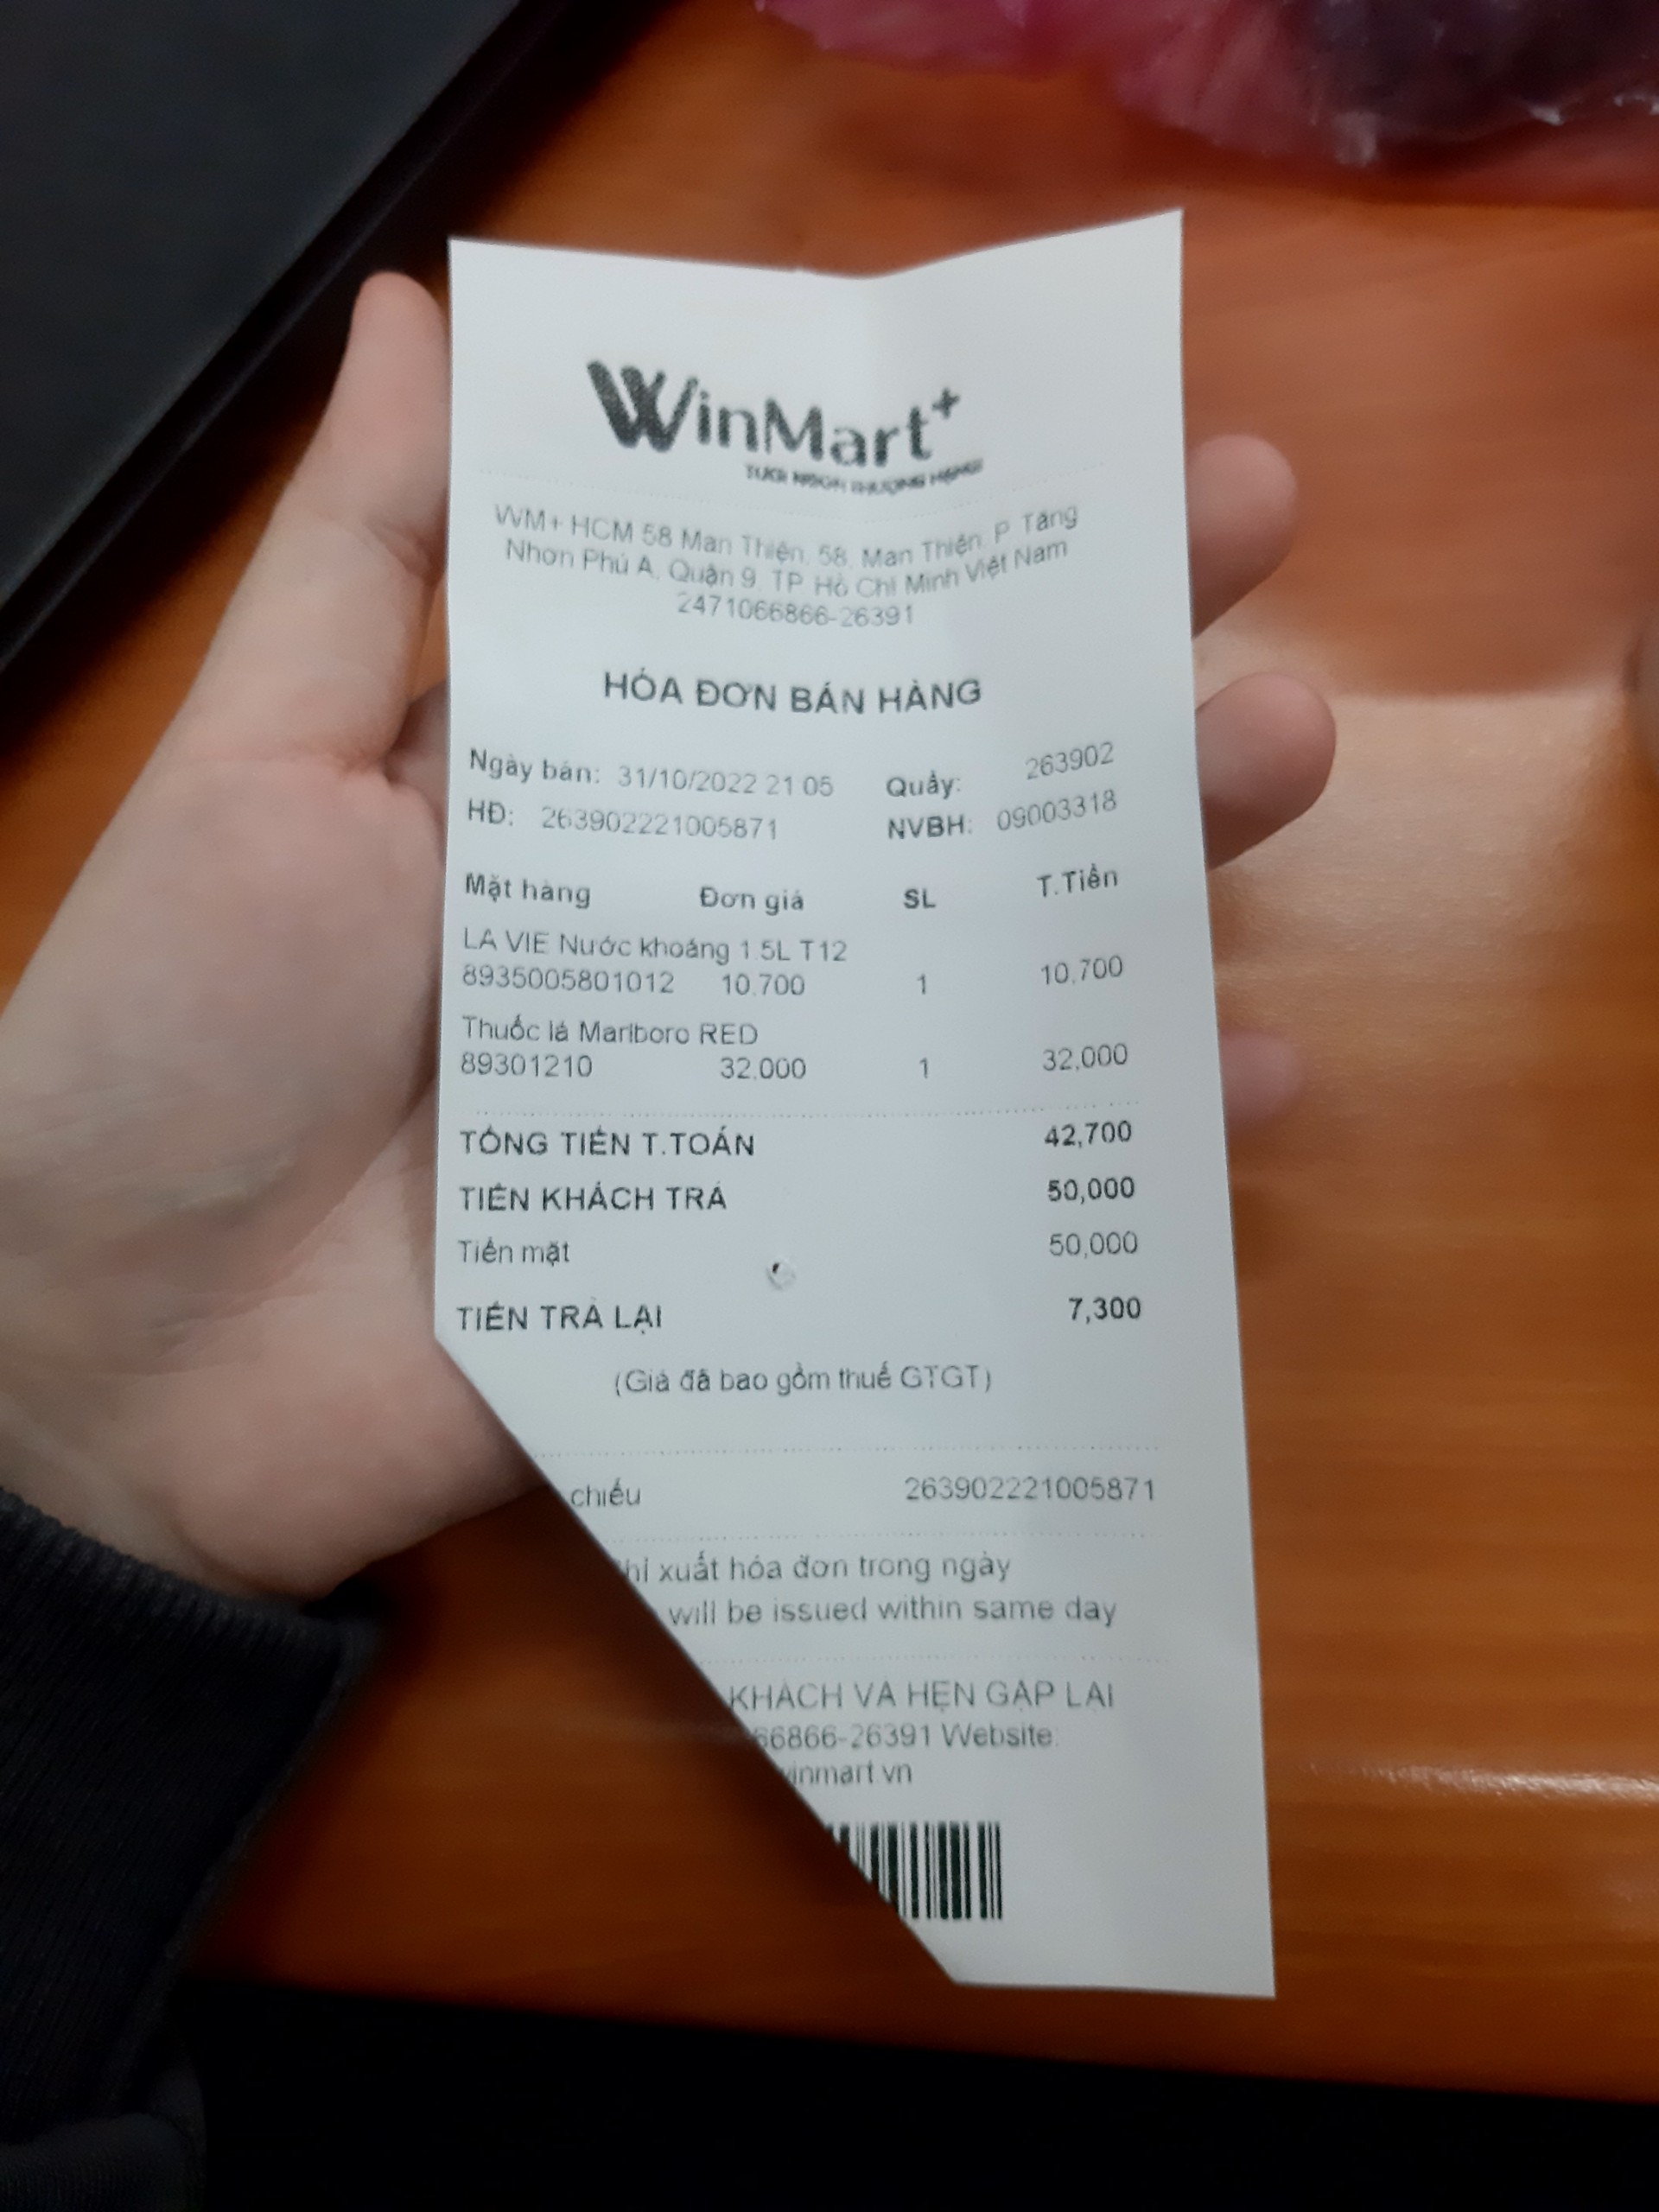 WinMart+
TƯƠI NGON THƯỢNG HẠNG
WM+ HCM 58 Man Thiện, 58, Man Thiện, P. Tăng
Nhơn Phú A, Quận 9, TP. Hồ Chí Minh Việt Nam
2471066866-26391
HÓA ĐƠN BÁN HÀNG
Ngày bán: 31/10/2022 21:05 Quầy: 263902
HĐ: 263902221005871 NVBH: 09003318
Mặt hàng Đơn giá SL T.Tiền
LA VIE Nước khoáng 1.5L T12
8935005801012 10,700 1 10,700
Thuốc lá Marlboro RED
89301210 32,000 1 32,000
TỔNG TIỀN T.TOÁN 42,700
TIỀN KHÁCH TRẢ 50,000
Tiền mặt 50,000
TIỀN TRẢ LẠI 7,300
(Giá đã bao gồm thuế GTGT)
chiếu 263902221005871
hỉ xuất hóa đơn trong ngày
will be issued within same day
KHÁCH VÀ HẸN GẶP LẠI
66866-26391 Website:
inmart.vn